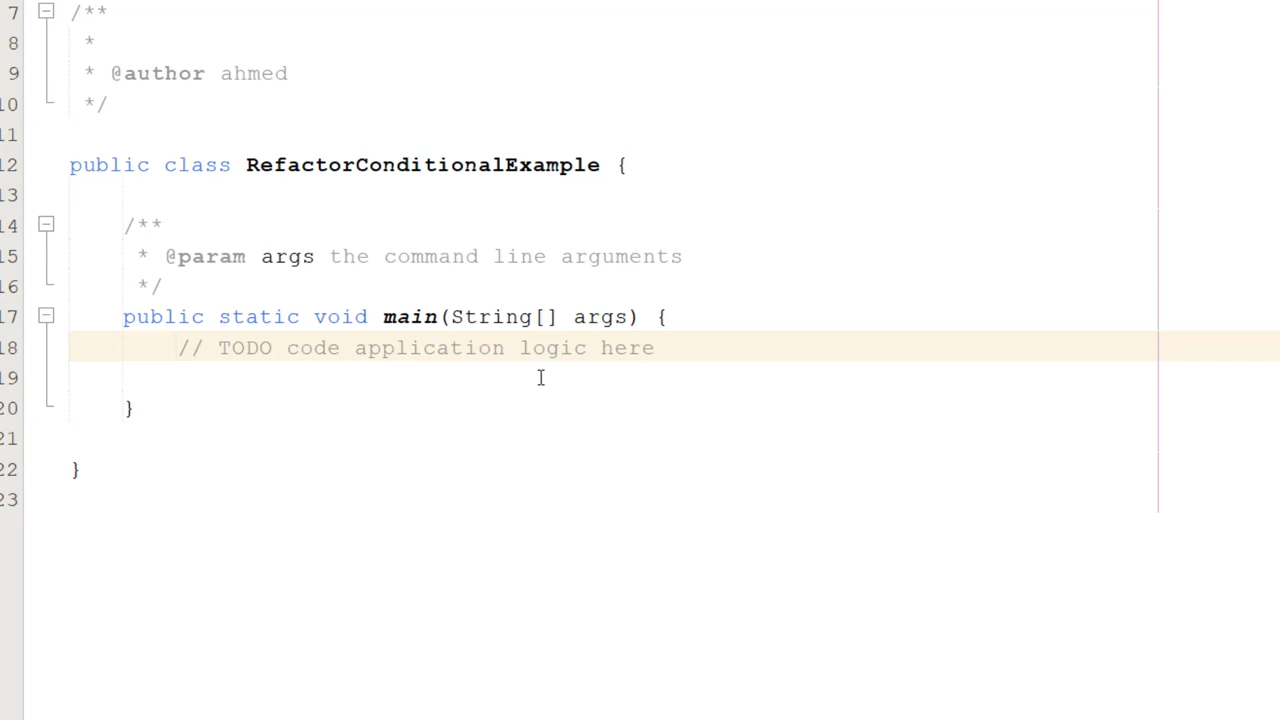 7 /**
8 *
9 * @author ahmed
10 */
11
12 public class RefactorConditionalExample {
13
14 /**
15 * @param args the command line arguments
16 */
17 public static void main(String[] args) {
18 // TODO code application logic here
19
20 }
21
22 }
23